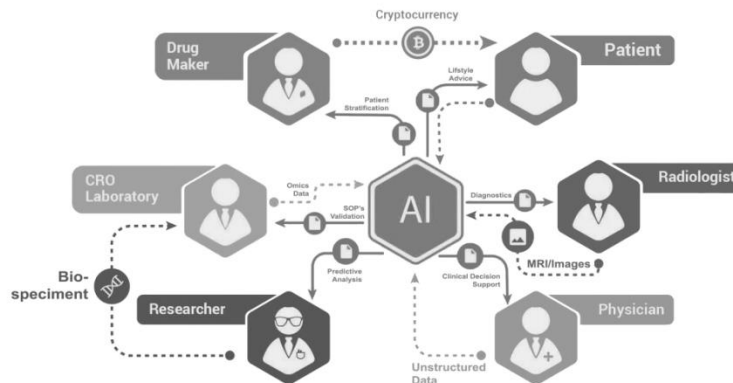 Cryptocurrency
Drug
Maker
Patient
Lifstyle
Advice
Patient
Stratification
CRO
Laboratory
Omics
Data
AI
Diagnostics
Radiologist
SOP's
Validation
MRI/Images
Bio-
speciment
Predictive
Analysis
Clinical Decision
Support
Researcher
Physician
Unstructured
Data